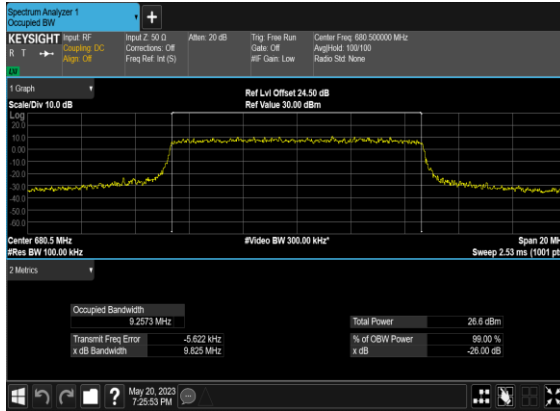 Spectrum Analyzer 1
Occupied BW
KEYSIGHT Input: RF Input Z: 50 Ω Atten: 20 dB Trig: Free Run Center Freq: 680.500000 MHz
R T Coupling: DC Corrections: Off Gate: Off Avg|Hold: 100/100
Align: Off Freq Ref: Int (S) #IF Gain: Low Radio Std: None
1 Graph
Ref Lvl Offset 24.50 dB
Scale/Div 10.0 dB Ref Value 30.00 dBm
Log
20.0
10.0
0.00
-10.0
-20.0
-30.0
-40.0
-50.0
-60.0
Center 680.5 MHz #Video BW 300.00 kHz* Span 20 MH
#Res BW 100.00 kHz Sweep 2.53 ms (1001 pt
2 Metrics
Occupied Bandwidth
9.2573 MHz Total Power 26.6 dBm
Transmit Freq Error -5.622 kHz % of OBW Power 99.00 %
x dB Bandwidth 9.825 MHz x dB -26.00 dB
? May 20, 2023
7:25:53 PM